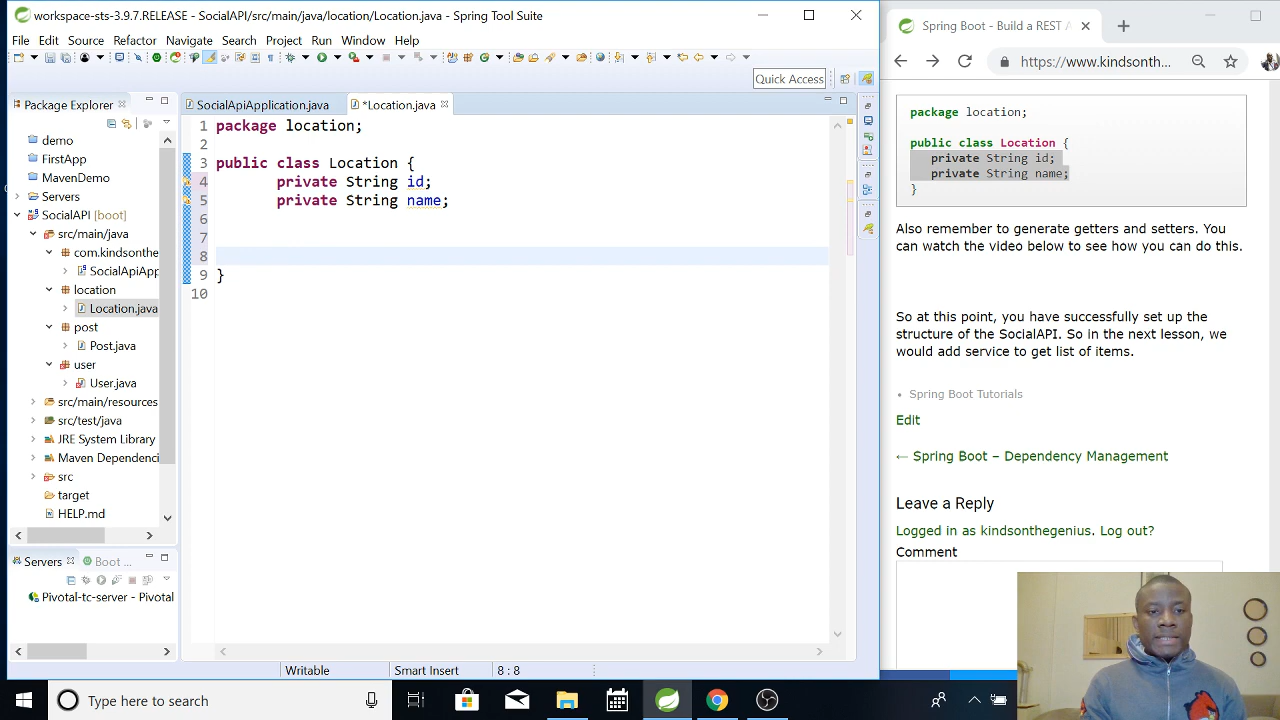 workspace-sts-3.9.7.RELEASE - SocialAPI/src/main/java/location/Location.java - Spring Tool Suite
File Edit Source Refactor Navigate Search Project Run Window Help
Quick Access
Package Explorer
demo
FirstApp
MavenDemo
Servers
SocialAPI [boot]
src/main/java
com.kindsonthe
SocialApiApp
location
Location.java
post
Post.java
user
User.java
src/main/resources
src/test/java
JRE System Library
Maven Dependenci
src
target
HELP.md
Servers Boot ...
Pivotal-tc-server - Pivotal
SocialApiApplication.java *Location.java
1 package location;
2
3 public class Location {
4 private String id;
5 private String name;
6
7
8
9 }
10
Writable Smart Insert 8 : 8
Spring Boot - Build a REST A
https://www.kindsonth...
package location;
public class Location {
private String id;
private String name;
}
Also remember to generate getters and setters. You
can watch the video below to see how you can do this.
So at this point, you have successfully set up the
structure of the SocialAPI. So in the next lesson, we
would add service to get list of items.
• Spring Boot Tutorials
Edit
← Spring Boot – Dependency Management
Leave a Reply
Logged in as kindsonthegenius. Log out?
Comment
Type here to search